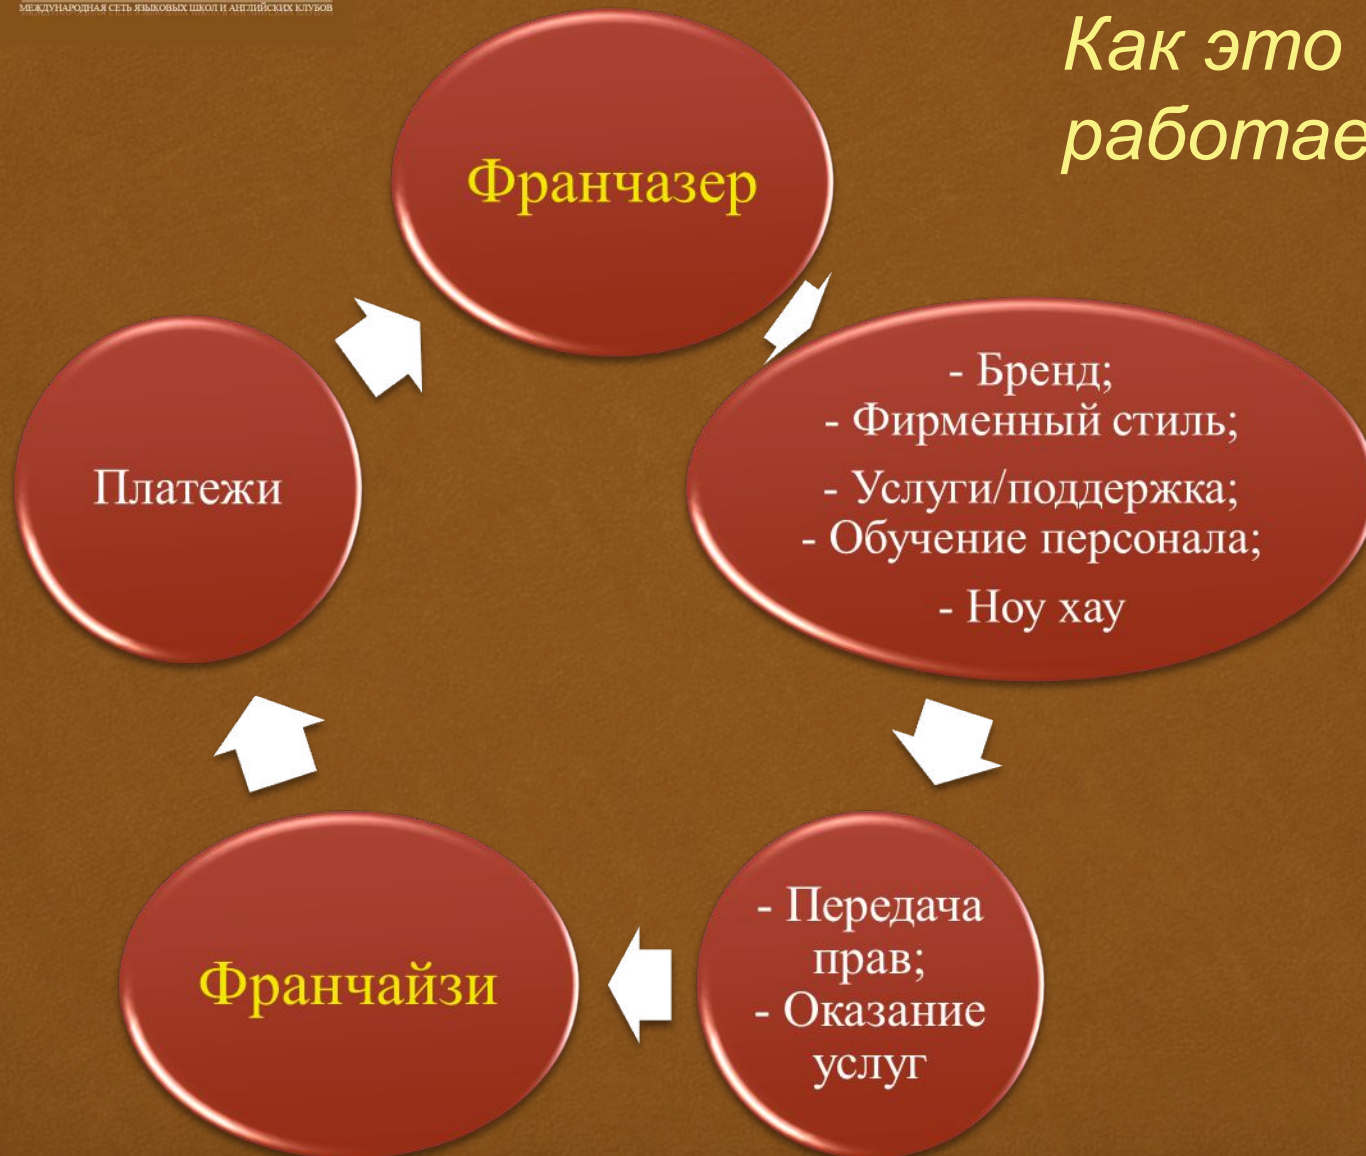 МЕЖДУНАРОДНАЯ СЕТЬ ЯЗЫКОВЫХ ШКОЛ И АНГЛИЙСКИХ КЛУБОВ
Как это
работае
Франчазер
- Бренд;
- Фирменный стиль;
- Услуги/поддержка;
- Обучение персонала;
- Ноу хау
- Передача
прав;
- Оказание
услуг
Франчайзи
Платежи